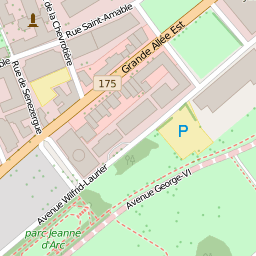 Rue Saint-Amable
de la Chevrotière
Grande Allée Est
175
Rue de Senezergue
P
Avenue Wilfrid-Laurier
Avenue George-VI
parc Jeanne
d'Arc